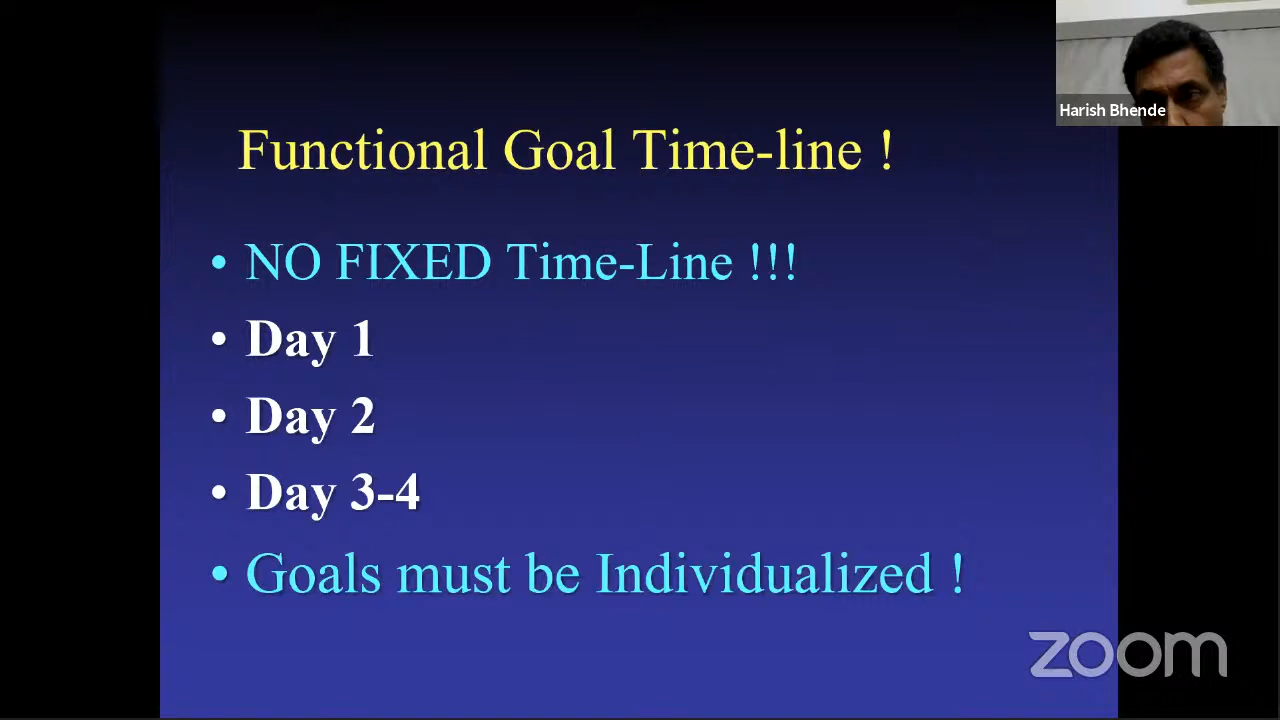 Harish Bhende
Functional Goal Time-line !
• NO FIXED Time-Line !!!
• Day 1
• Day 2
• Day 3-4
• Goals must be Individualized !
zoom